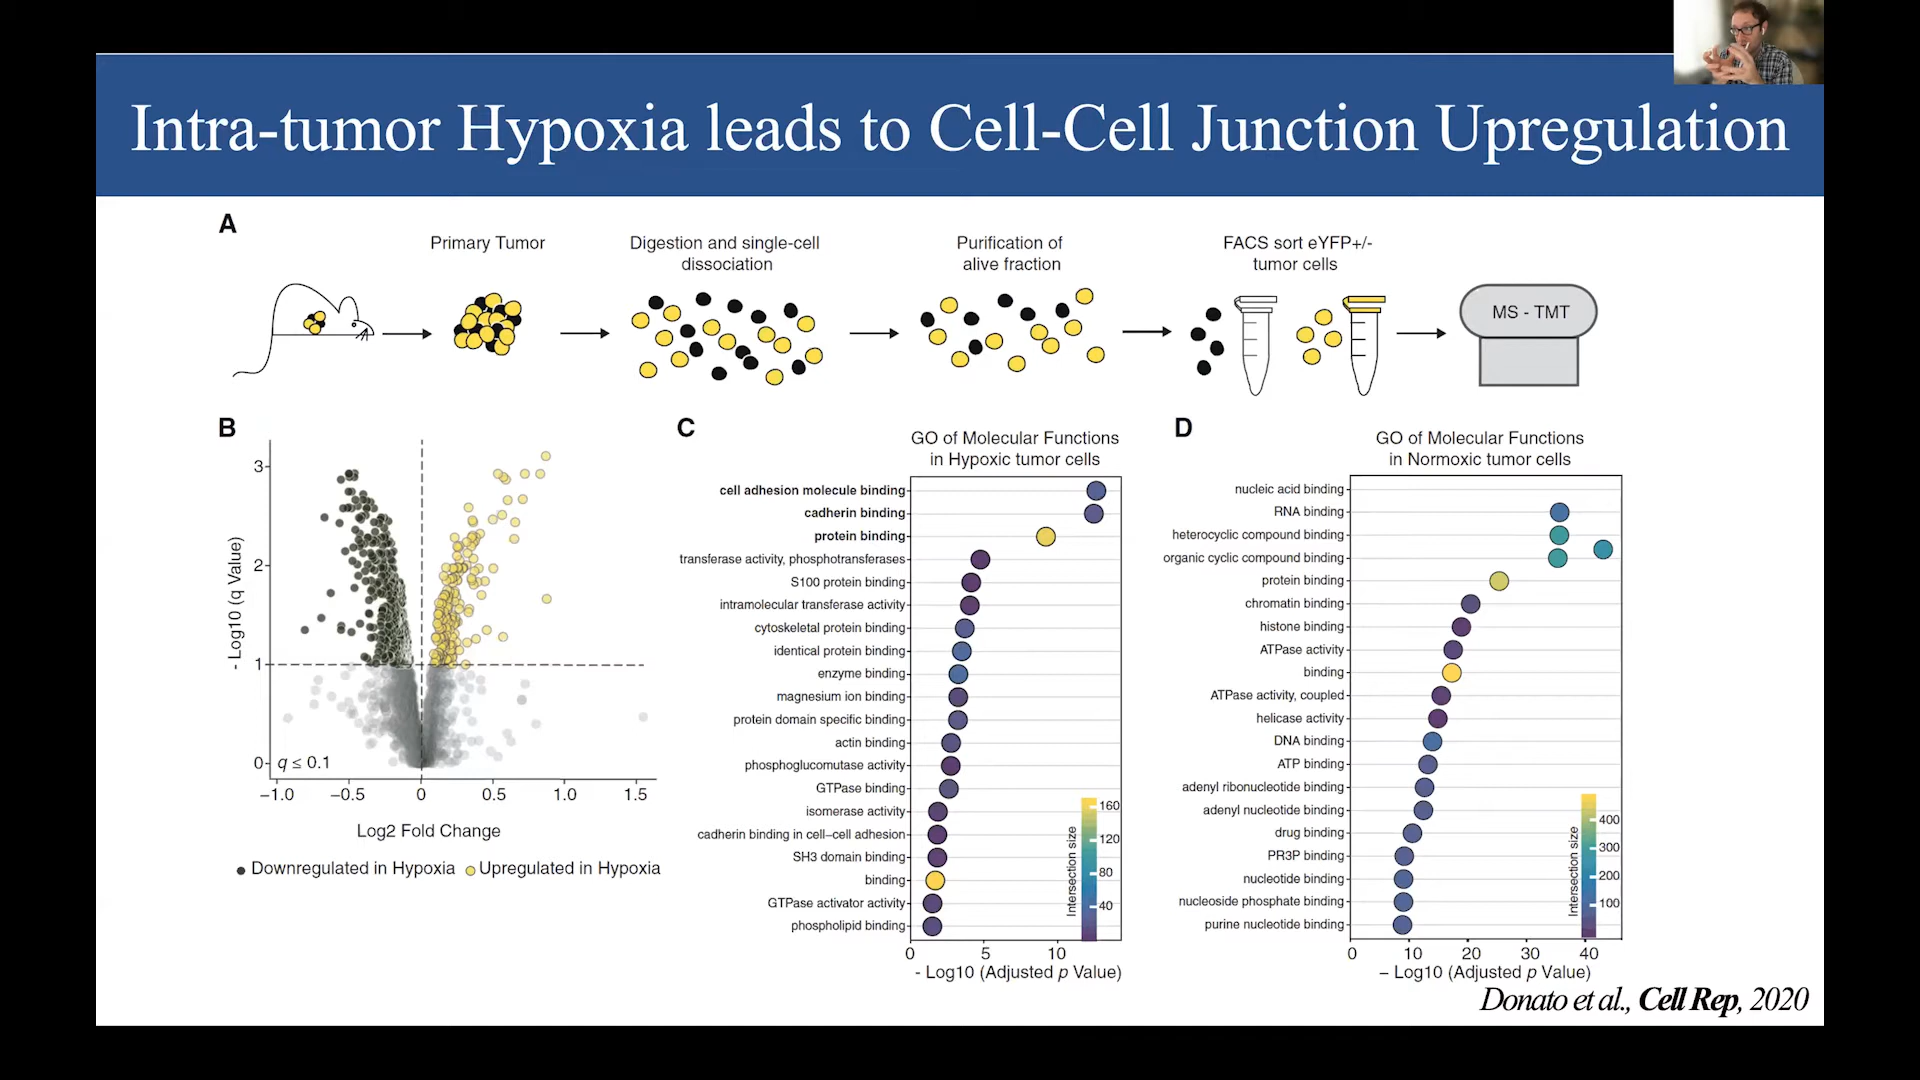 Intra-tumor Hypoxia leads to Cell-Cell Junction Upregulation
A
Primary Tumor
Digestion and single-cell
dissociation
Purification of
alive fraction
FACS sort eYFP+/-
tumor cells
MS - TMT
B
- Log10 (q Value)
3
2
1
0
q ≤ 0.1
−1.0 −0.5 0 0.5 1.0 1.5
Log2 Fold Change
Downregulated in Hypoxia Upregulated in Hypoxia
C
GO of Molecular Functions
in Hypoxic tumor cells
cell adhesion molecule binding
cadherin binding
protein binding
transferase activity, phosphotransferases
S100 protein binding
intramolecular transferase activity
cytoskeletal protein binding
identical protein binding
enzyme binding
magnesium ion binding
protein domain specific binding
actin binding
phosphoglucomutase activity
GTPase binding
isomerase activity
cadherin binding in cell−cell adhesion
SH3 domain binding
binding
GTPase activator activity
phospholipid binding
Intersection size
160
120
80
40
0 5 10
- Log10 (Adjusted p Value)
D
GO of Molecular Functions
in Normoxic tumor cells
nucleic acid binding
RNA binding
heterocyclic compound binding
organic cyclic compound binding
protein binding
chromatin binding
histone binding
ATPase activity
binding
ATPase activity, coupled
helicase activity
DNA binding
ATP binding
adenyl ribonucleotide binding
adenyl nucleotide binding
drug binding
PR3P binding
nucleotide binding
nucleoside phosphate binding
purine nucleotide binding
Intersection size
400
300
200
100
0 10 20 30 40
− Log10 (Adjusted p Value)
Donato et al., Cell Rep, 2020